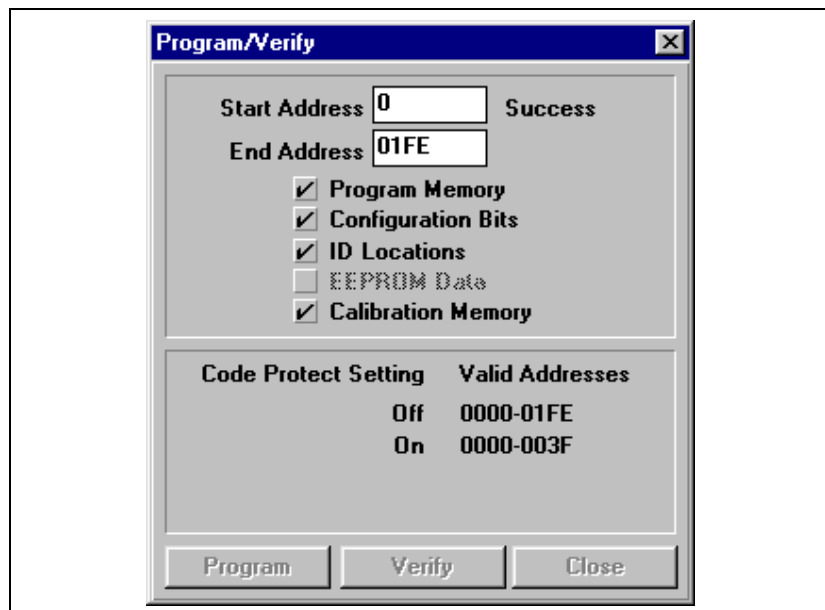 Program/Verify
Start Address 0 Success
End Address 01FE
Program Memory
Configuration Bits
ID Locations
EEPROM Data
Calibration Memory
Code Protect Setting Valid Addresses
Off 0000-01FE
On 0000-003F
Program Verify Close